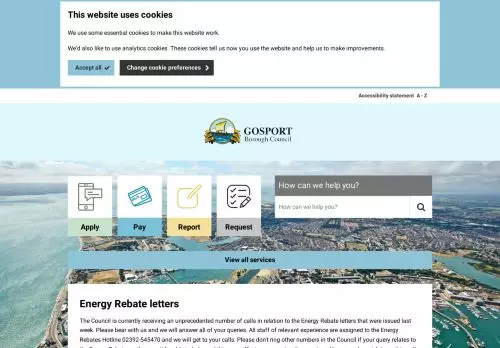 This website uses cookies
We use some essential cookies to make this website work.
We'd also like to use analytics cookies. These cookies tell us now you use the website and help us to make improvements.
Accept all
Change cookie preferences
Accessibility statement A - Z
GOSPORT
Borough Council
How can we help you?
How can we help you?
Apply
Pay
Report
Request
View all services
Energy Rebate letters
The Council is currently receiving an unprecedented number of calls in relation to the Energy Rebate letters that were issued last
week. Please bear with us and we will answer all of your queries. All staff of relevant experience are assigned to the Energy
Rebates Hotline 02392-545470 and we will get to your calls. Please don't ring other numbers in the Council if your query relates to